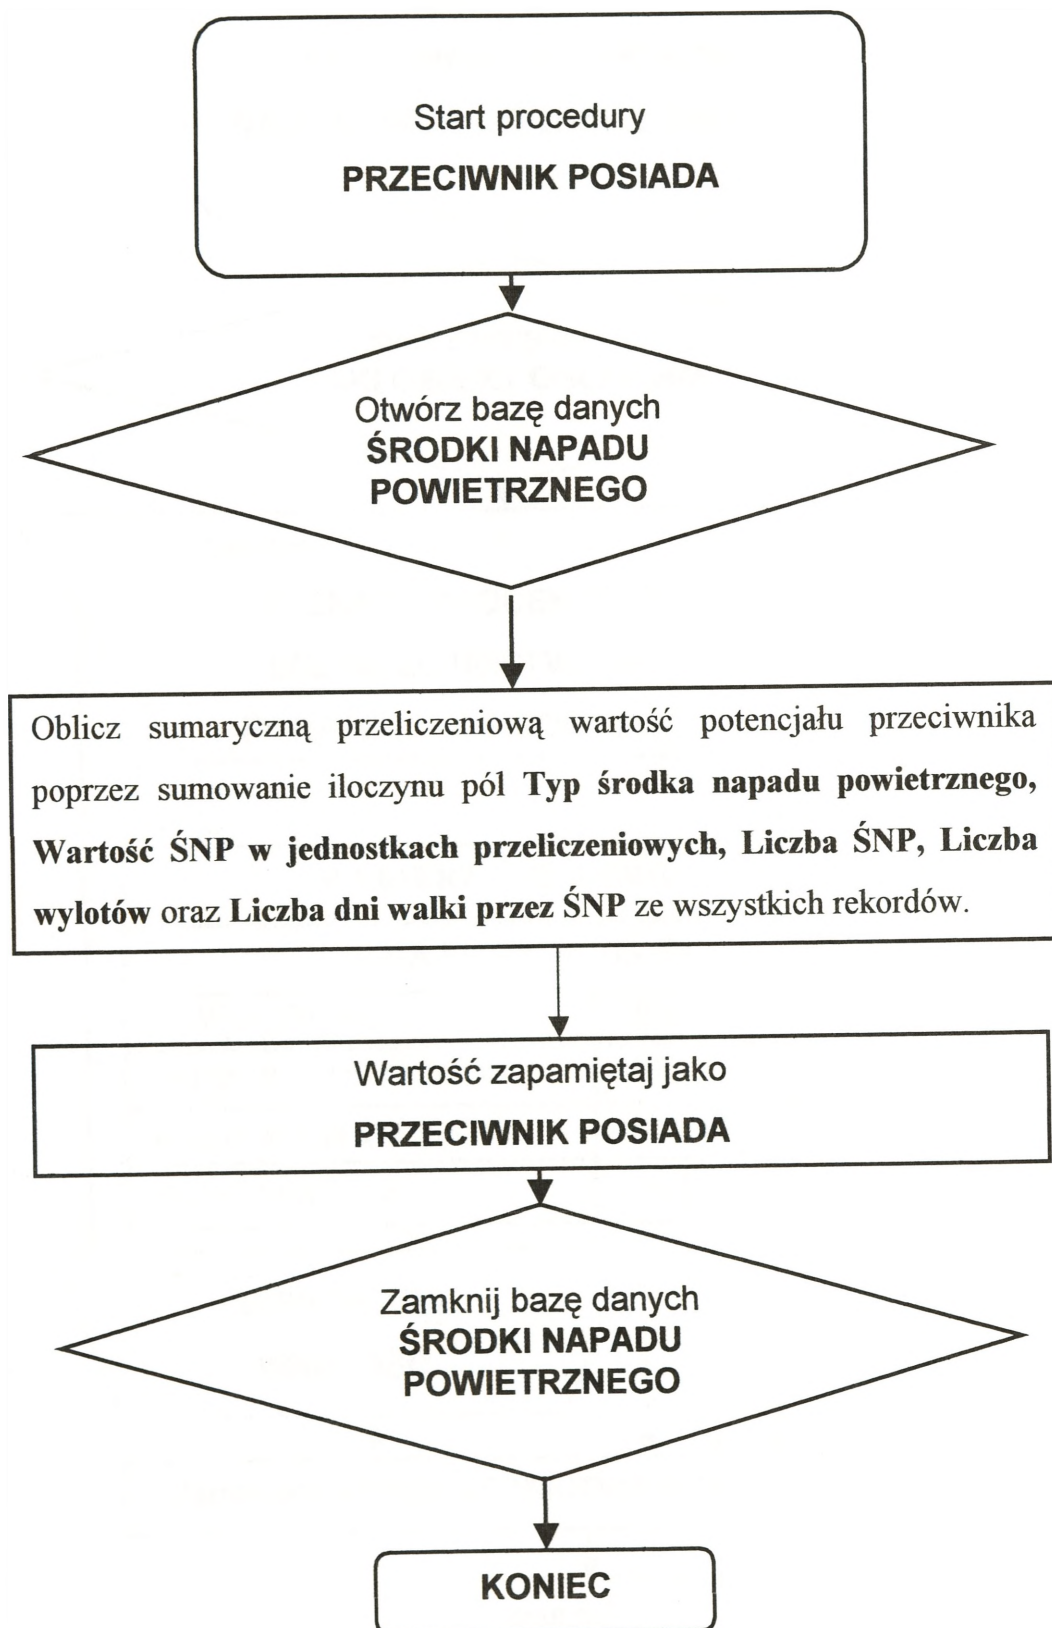 Start procedury
PRZECIWNIK POSIADA
Otwórz bazę danych
ŚRODKI NAPADU
POWIETRZNEGO
Oblicz sumaryczną przeliczeniową wartość potencjału przeciwnika
poprzez sumowanie iloczynu pól Typ środka napadu powietrznego,
Wartość ŚNP w jednostkach przeliczeniowych, Liczba ŚNP, Liczba
wylotów oraz Liczba dni walki przez ŚNP ze wszystkich rekordów.
Wartość zapamiętaj jako
PRZECIWNIK POSIADA
Zamknij bazę danych
ŚRODKI NAPADU
POWIETRZNEGO
KONIEC